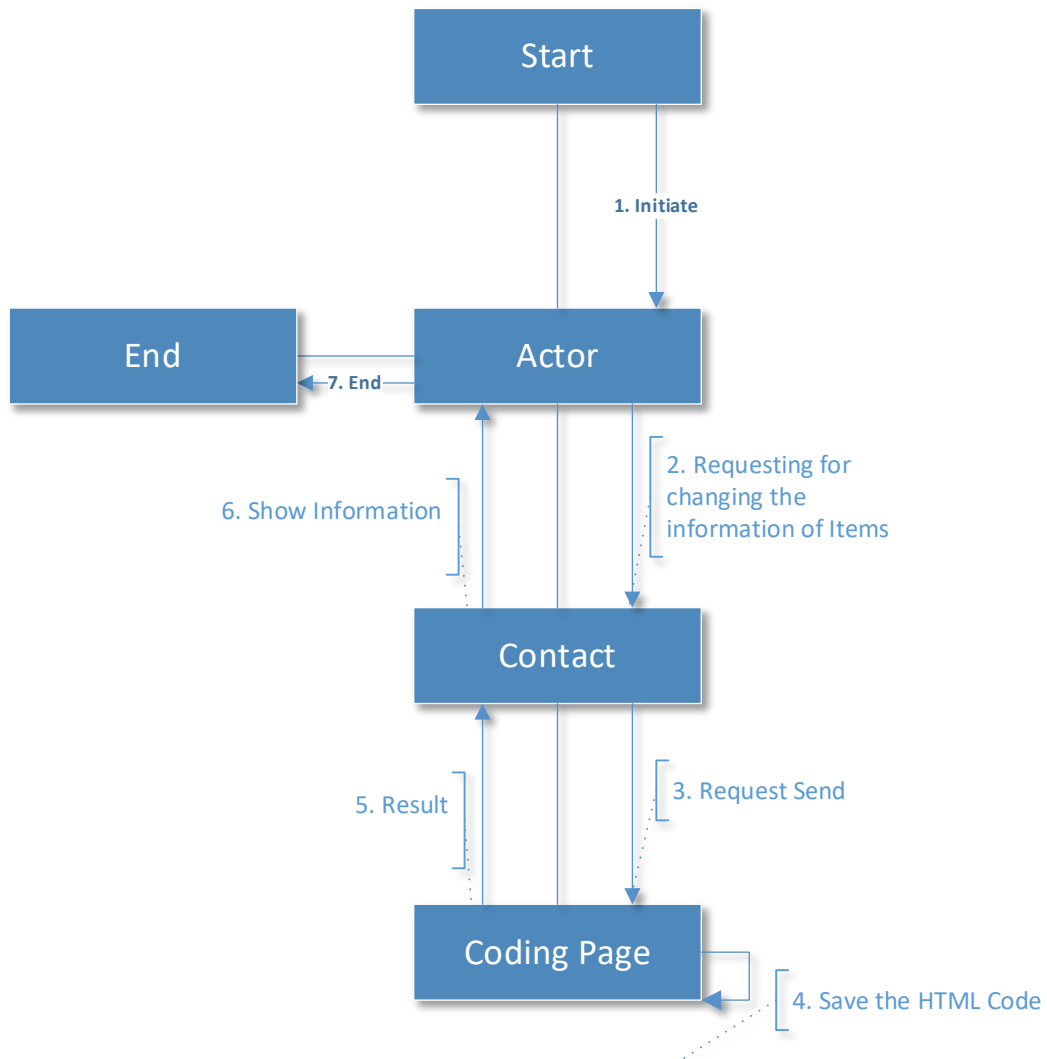 Start
1. Initiate
End
Actor
7. End
2. Requesting for
changing the
information of Items
6. Show Information
Contact
3. Request Send
5. Result
Coding Page
4. Save the HTML Code